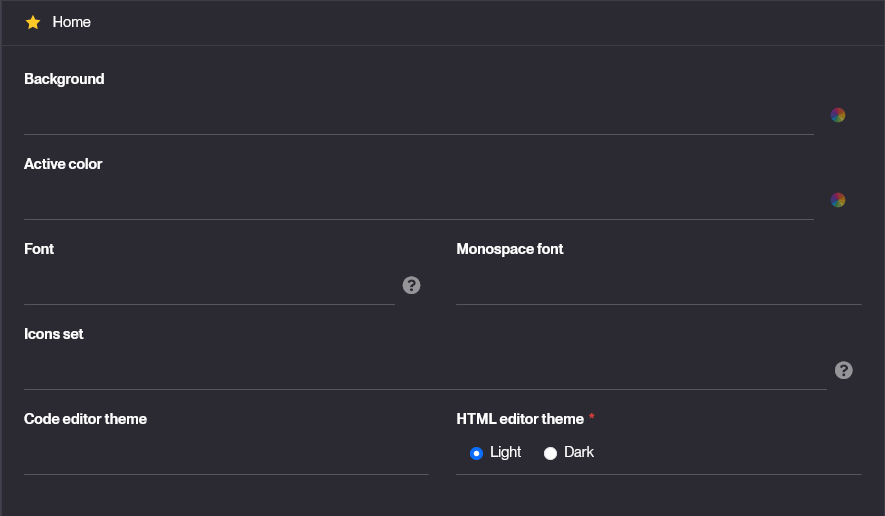 Home
Background
Active color
Font Monospace font
Icons set
Code editor theme HTML editor theme *
Light Dark